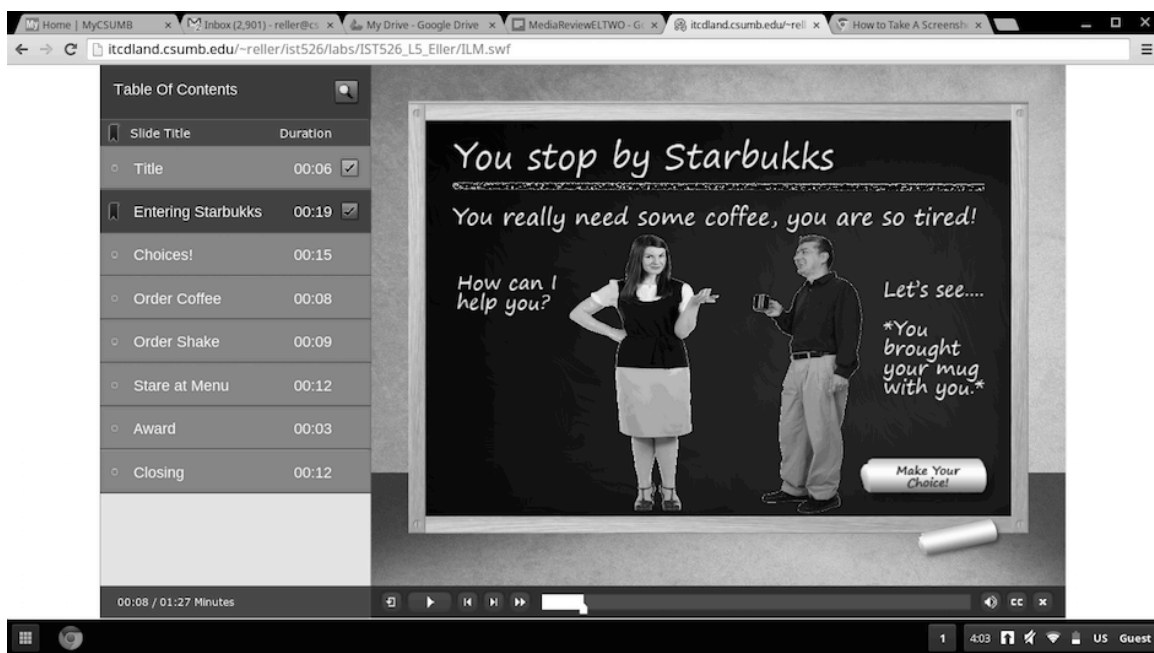 My Home | MyCSUMB
Inbox (2,901) - reller@cs
My Drive - Google Drive
MediaReviewELTWO - G
itcdland.csumb.edu/~rell
How to Take A Screensh
itcdland.csumb.edu/~reller/ist526/labs/IST526_L5_Eller/ILM.swf
Table Of Contents
Slide Title Duration
Title 00:06
Entering Starbukks 00:19
Choices! 00:15
Order Coffee 00:08
Order Shake 00:09
Stare at Menu 00:12
Award 00:03
Closing 00:12
00:08 / 01:27 Minutes
You stop by Starbukks
You really need some coffee, you are so tired!
How can I
help you?
Let's see....
*You
brought
your mug
with you.*
Make Your
Choice!
CC
1
4:03
US Guest